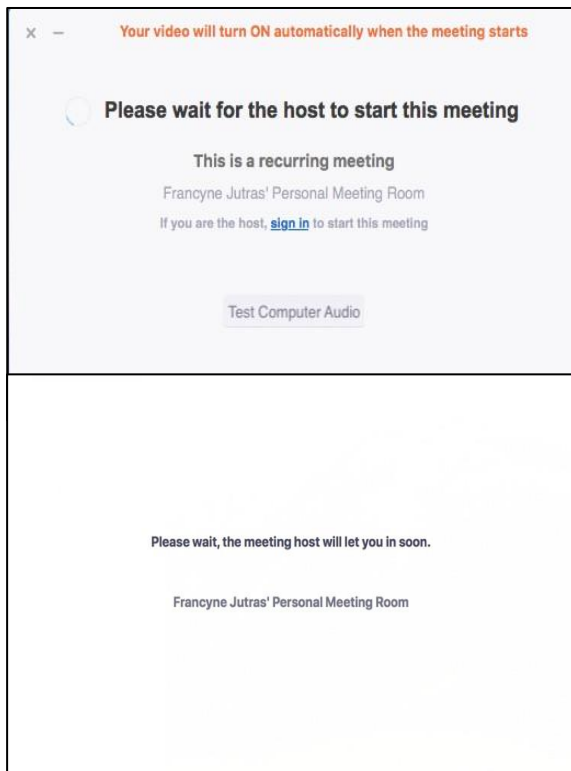 Your video will turn ON automatically when the meeting starts
Please wait for the host to start this meeting
This is a recurring meeting
Francyne Jutras' Personal Meeting Room
If you are the host, sign in to start this meeting
Test Computer Audio
Please wait, the meeting host will let you in soon.
Francyne Jutras' Personal Meeting Room